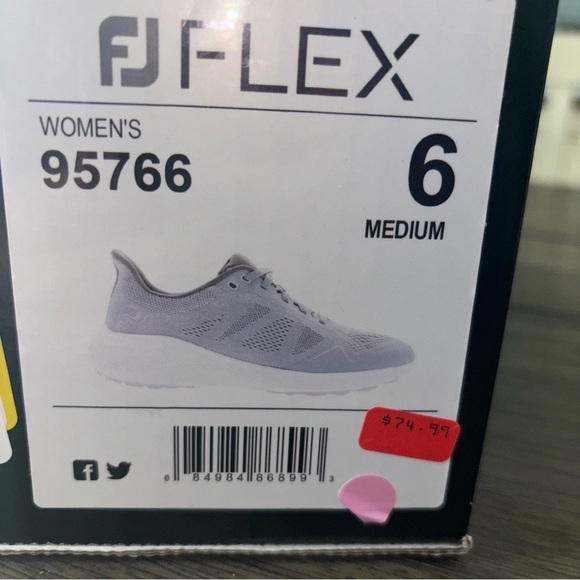 FJ FLEX
WOMEN'S
95766
6
MEDIUM
$74.99
0 84984 86899 3